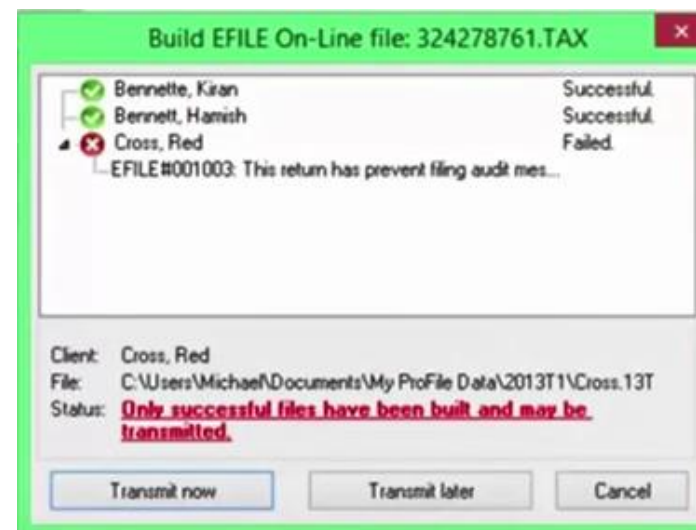 Build EFILE On-Line file: 324278761.TAX
Bennette, Kiran Successful.
Bennett, Hamish Successful.
Cross, Red Failed.
EFILE#001003: This return has prevent filing audit mes...
Client: Cross, Red
File: C:\Users\Michael\Documents\My ProFile Data\2013T1\Cross.13T
Status: Only successful files have been built and may be
transmitted.
Transmit now Transmit later Cancel